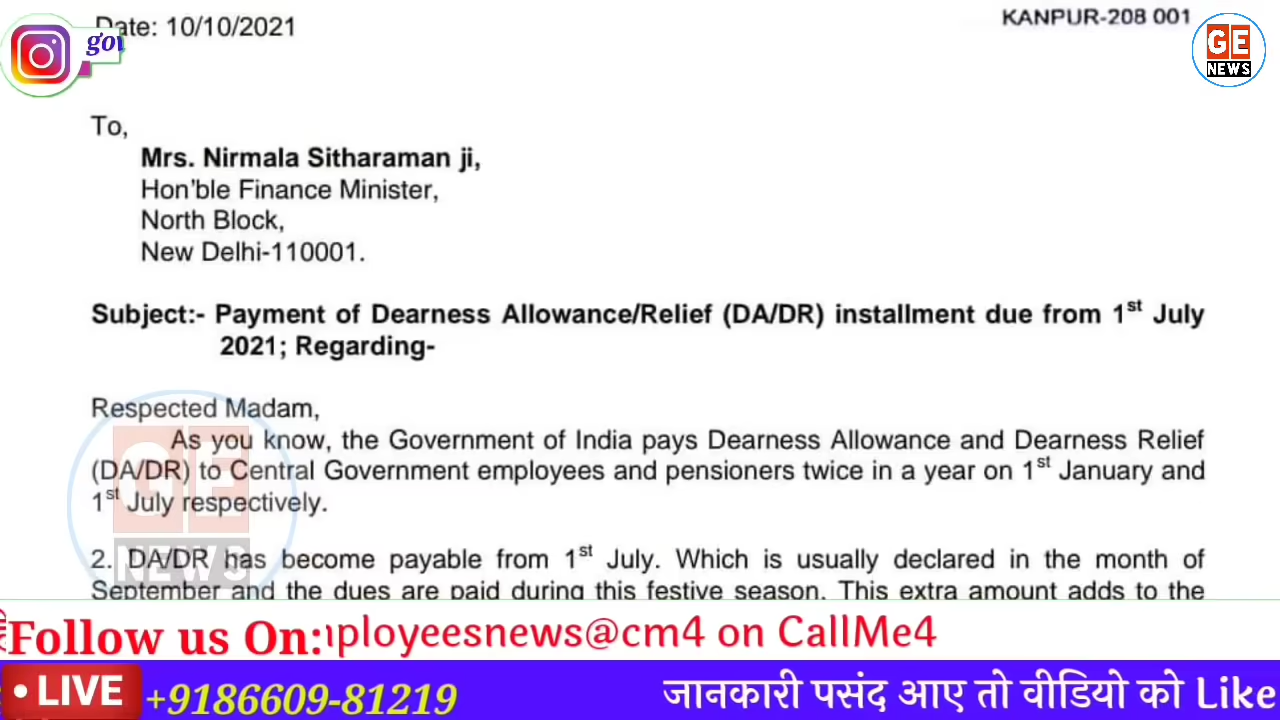 Date: 10/10/2021
KANPUR-208 001
gov
GE
NEWS
To,
Mrs. Nirmala Sitharaman ji,
Hon'ble Finance Minister,
North Block,
New Delhi-110001.
Subject:- Payment of Dearness Allowance/Relief (DA/DR) installment due from 1st July
2021; Regarding-
Respected Madam,
As you know, the Government of India pays Dearness Allowance and Dearness Relief
(DA/DR) to Central Government employees and pensioners twice in a year on 1st January and
1st July respectively.
GE
NEWS
2. DA/DR has become payable from 1st July. Which is usually declared in the month of
September and the dues are paid during this festive season. This extra amount adds to the
Follow us On: ployeesnews@cm4 on CallMe4
• LIVE +9186609-81219 जानकारी पसंद आए तो वीडियो को Like